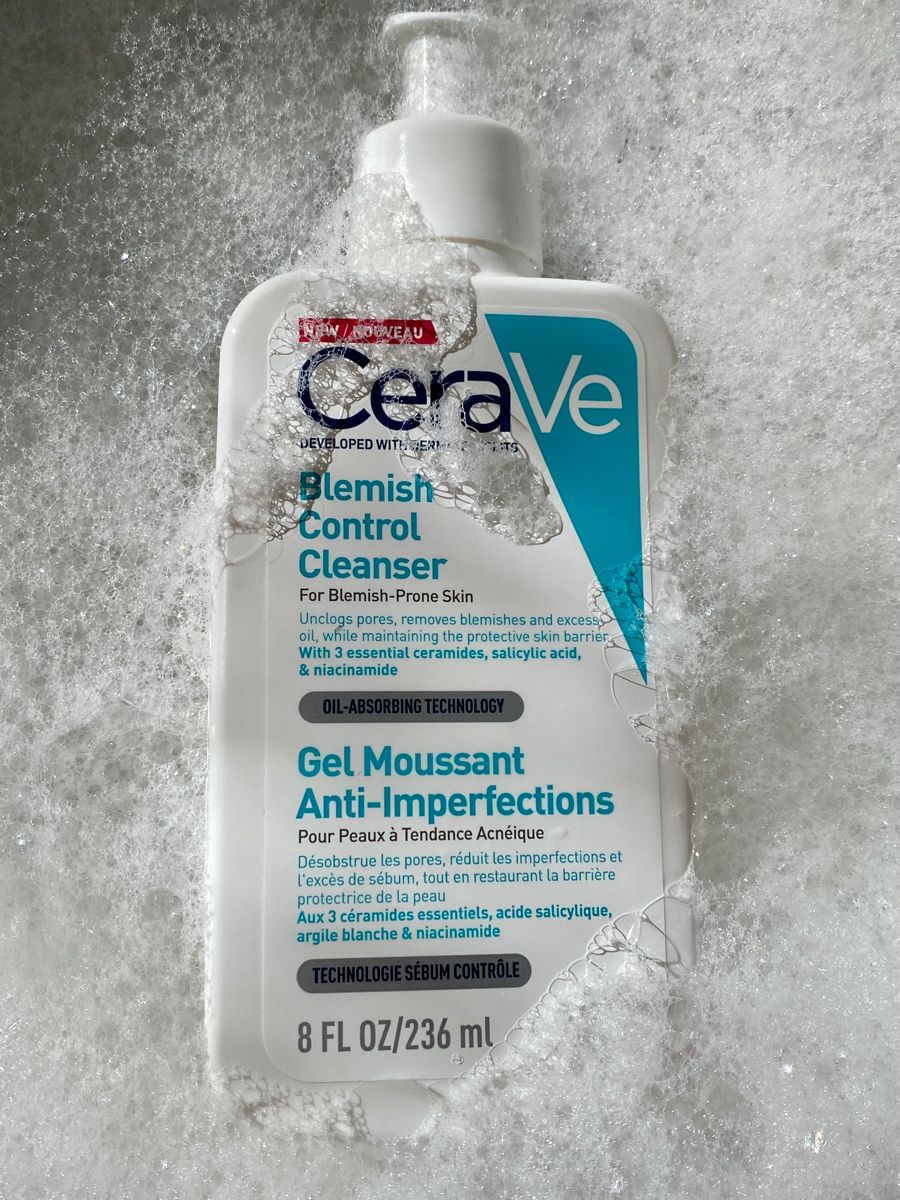 NEW / NOUVEAU
CeraVe
DEVELOPED WITH DERMATOLOGISTS
Blemish
Control
Cleanser
For Blemish-Prone Skin
Unclogs pores, removes blemishes and excess
oil, while maintaining the protective skin barrier
With 3 essential ceramides, salicylic acid,
& niacinamide
OIL-ABSORBING TECHNOLOGY
Gel Moussant
Anti-Imperfections
Pour Peaux à Tendance Acnéique
Désobstrue les pores, réduit les imperfections et
l'excès de sébum, tout en restaurant la barrière
protectrice de la peau
Aux 3 céramides essentiels, acide salicylique,
argile blanche & niacinamide
TECHNOLOGIE SÉBUM CONTRÔLE
8 FL OZ/236 ml